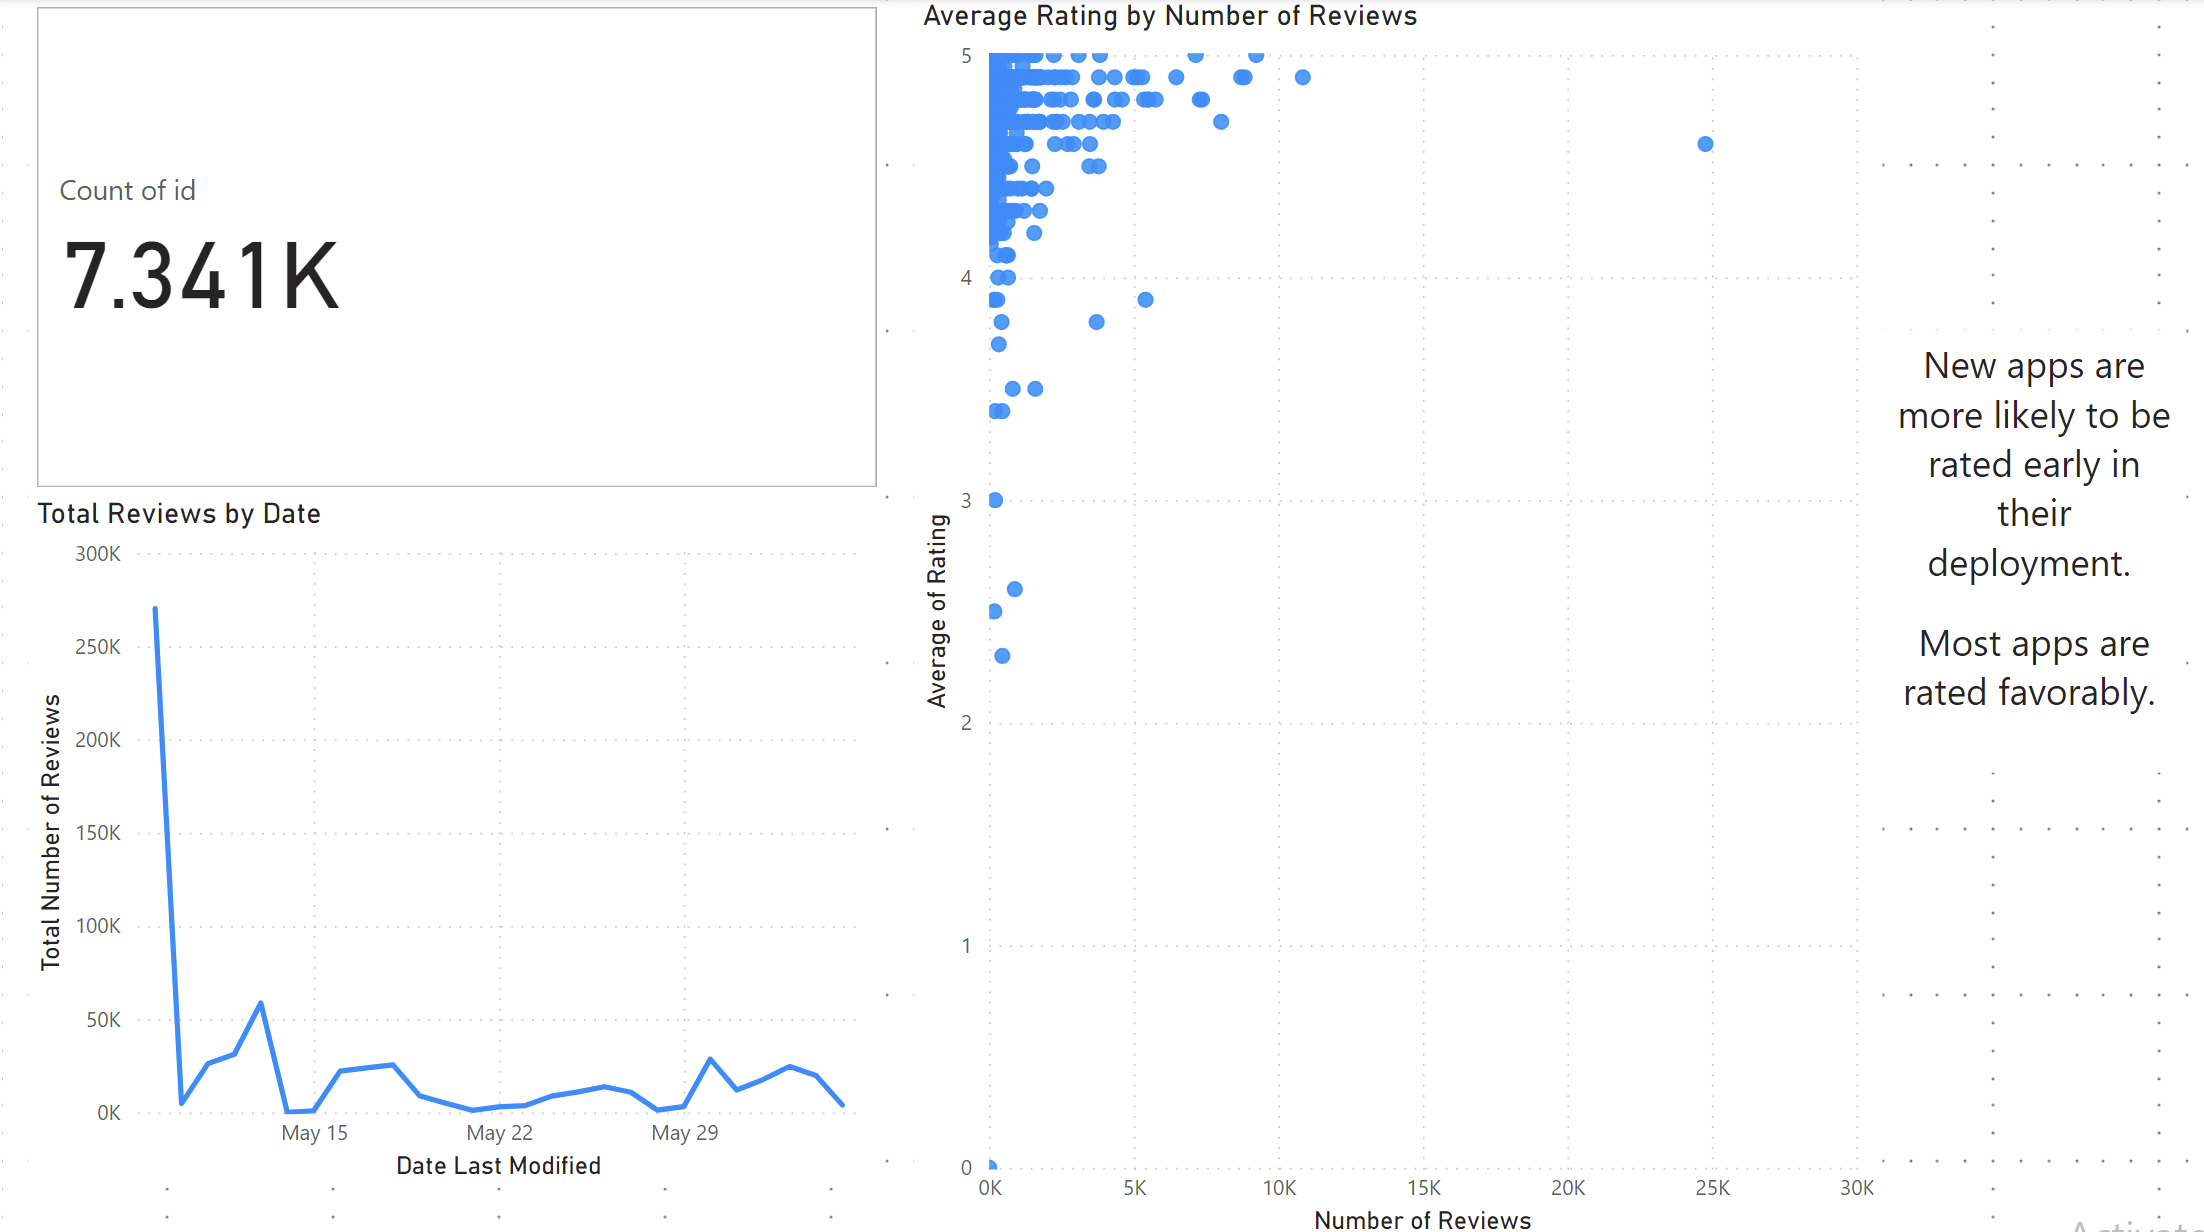 Count of id
7.341K
Total Reviews by Date
Total Number of Reviews
300K
250K
200K
150K
100K
50K
0K
May 15
May 22
May 29
Date Last Modified
Average Rating by Number of Reviews
Average of Rating
5
4
3
2
1
0
0K
5K
10K
15K
20K
25K
30K
Number of Reviews
New apps are
more likely to be
rated early in
their
deployment.
Most apps are
rated favorably.